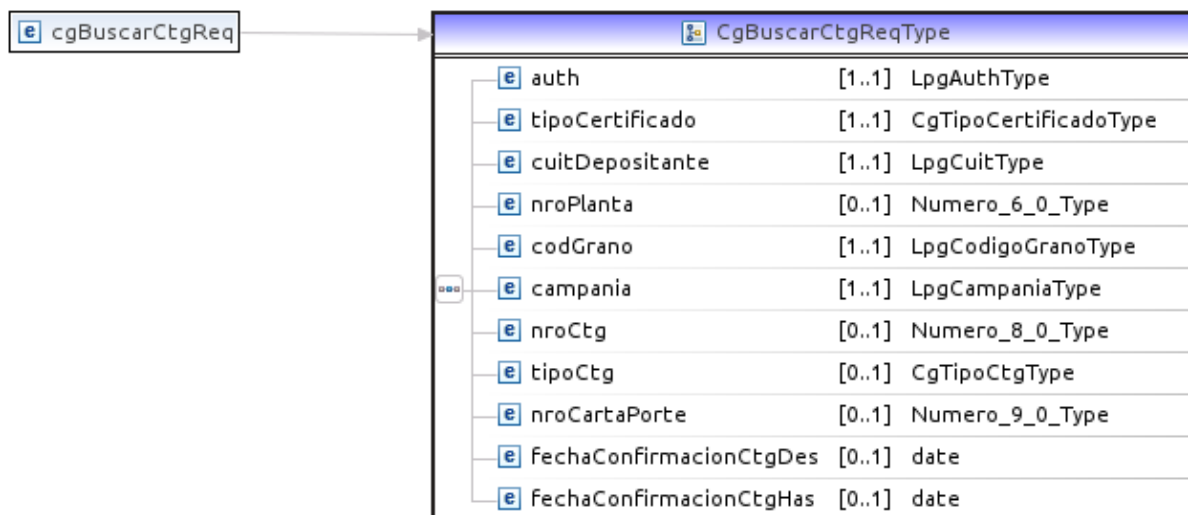 e cgBuscarCtgReq
CgBuscarCtgReqType
e auth [1..1] LpgAuthType
e tipoCertificado [1..1] CgTipoCertificadoType
e cuitDepositante [1..1] LpgCuitType
e nroPlanta [0..1] Numero_6_0_Type
e codGrano [1..1] LpgCodigoGranoType
e campania [1..1] LpgCampaniaType
e nroCtg [0..1] Numero_8_0_Type
e tipoCtg [0..1] CgTipoCtgType
e nroCartaPorte [0..1] Numero_9_0_Type
e fechaConfirmacionCtgDes [0..1] date
e fechaConfirmacionCtgHas [0..1] date